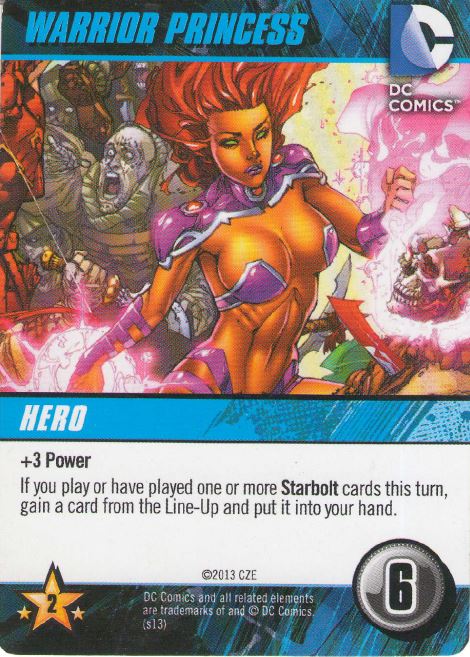 WARRIOR PRINCESS
DC
COMICS™
HERO
+3 Power
If you play or have played one or more Starbolt cards this turn,
gain a card from the Line-Up and put it into your hand.
©2013 CZE
2
DC Comics and all related elements
are trademarks of and © DC Comics.
(s13)
6